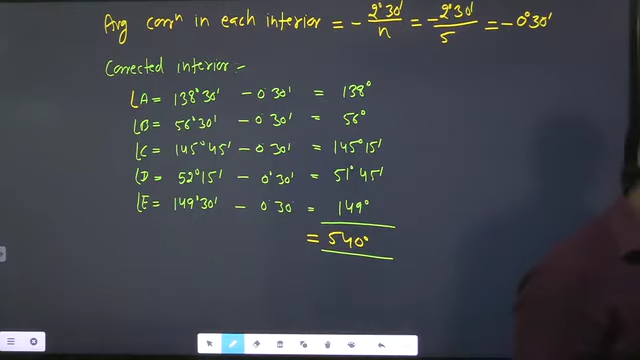 Avg corrⁿ in each interior = - 2°30'/n = -2°30'/5 = -0°30'
Corrected interior:-
∠A = 138°30' - 0 30' = 138°
∠B = 56°30' - 0 30' = 56°
∠C = 145°45' - 0 30' = 145°15'
∠D = 52°15' - 0°30' = 51°45'
∠E = 149°30' - 0°30 = 149°
= 540°